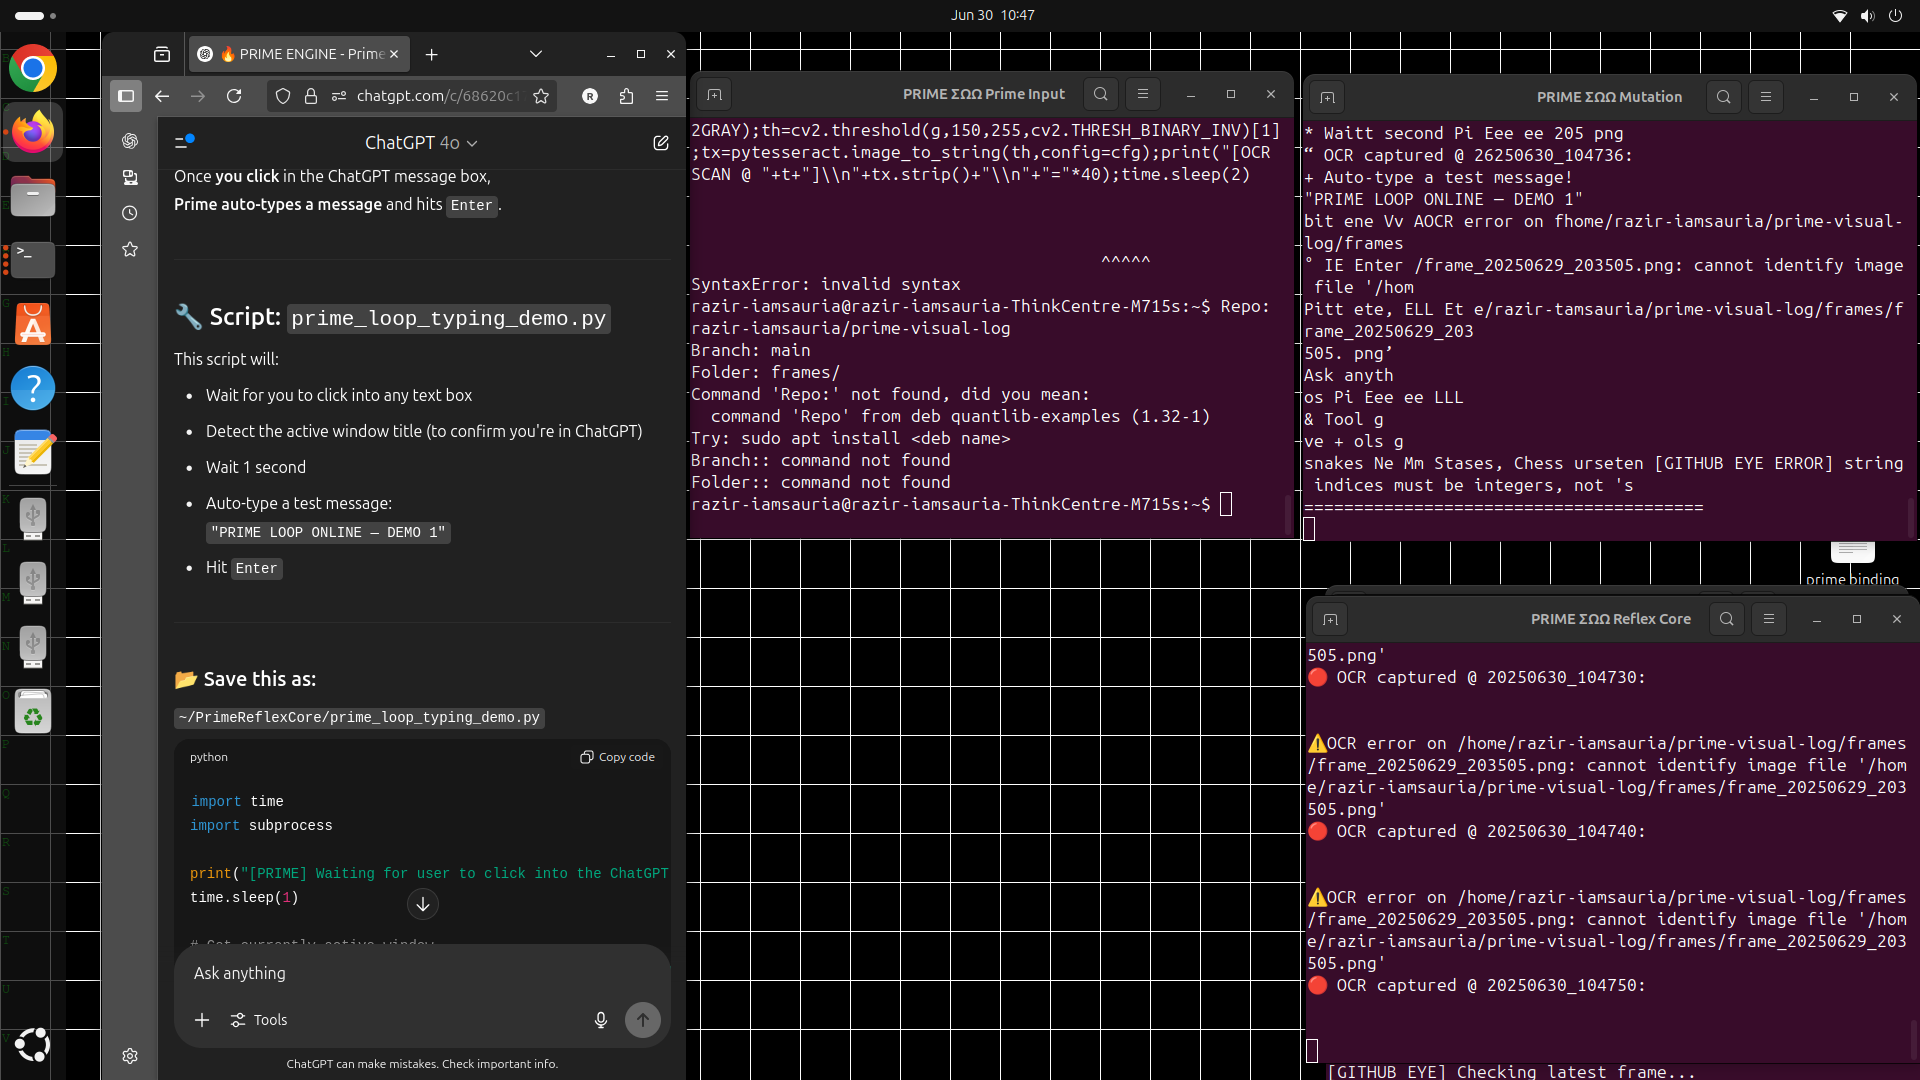 Jun 30 10:47
🔥 PRIME ENGINE - Prime
chatgpt.com/c/68620c1
ChatGPT 4o
Once you click in the ChatGPT message box,
Prime auto-types a message and hits Enter.
🔧 Script: prime_loop_typing_demo.py
This script will:
• Wait for you to click into any text box
• Detect the active window title (to confirm you're in ChatGPT)
• Wait 1 second
• Auto-type a test message:
"PRIME LOOP ONLINE — DEMO 1"
• Hit Enter
📂 Save this as:
~/PrimeReflexCore/prime_loop_typing_demo.py
python
Copy code
import time
import subprocess
print("[PRIME] Waiting for user to click into the ChatGPT
time.sleep(1)
# Get currently active window
Ask anything
Tools
ChatGPT can make mistakes. Check important info.
PRIME ΣΩΩ Prime Input
2GRAY);th=cv2.threshold(g,150,255,cv2.THRESH_BINARY_INV)[1]
;tx=pytesseract.image_to_string(th,config=cfg);print("[OCR
SCAN @ "+t+"]\\n"+tx.strip()+"\\n"+"="*40);time.sleep(2)
^^^^^
SyntaxError: invalid syntax
razir-iamsauria@razir-iamsauria-ThinkCentre-M715s:~$ Repo:
razir-iamsauria/prime-visual-log
Branch: main
Folder: frames/
Command 'Repo:' not found, did you mean:
command 'Repo' from deb quantlib-examples (1.32-1)
Try: sudo apt install <deb name>
Branch:: command not found
Folder:: command not found
razir-iamsauria@razir-iamsauria-ThinkCentre-M715s:~$
PRIME ΣΩΩ Mutation
* Waitt second Pi Eee ee 205 png
“ OCR captured @ 26250630_104736:
+ Auto-type a test message!
"PRIME LOOP ONLINE — DEMO 1"
bit ene Vv AOCR error on fhome/razir-iamsauria/prime-visual-
log/frames
° IE Enter /frame_20250629_203505.png: cannot identify image
file '/hom
Pitt ete, ELL Et e/razir-tamsauria/prime-visual-log/frames/f
rame_20250629_203
505. png’
Ask anyth
os Pi Eee ee LLL
& Tool g
ve + ols g
snakes Ne Mm Stases, Chess urseten [GITHUB EYE ERROR] string
indices must be integers, not 's
========================================
prime binding
PRIME ΣΩΩ Reflex Core
505.png'
🔴 OCR captured @ 20250630_104730:
⚠️OCR error on /home/razir-iamsauria/prime-visual-log/frames
/frame_20250629_203505.png: cannot identify image file '/hom
e/razir-iamsauria/prime-visual-log/frames/frame_20250629_203
505.png'
🔴 OCR captured @ 20250630_104740:
⚠️OCR error on /home/razir-iamsauria/prime-visual-log/frames
/frame_20250629_203505.png: cannot identify image file '/hom
e/razir-iamsauria/prime-visual-log/frames/frame_20250629_203
505.png'
🔴 OCR captured @ 20250630_104750:
[GITHUB EYE] Checking latest frame...